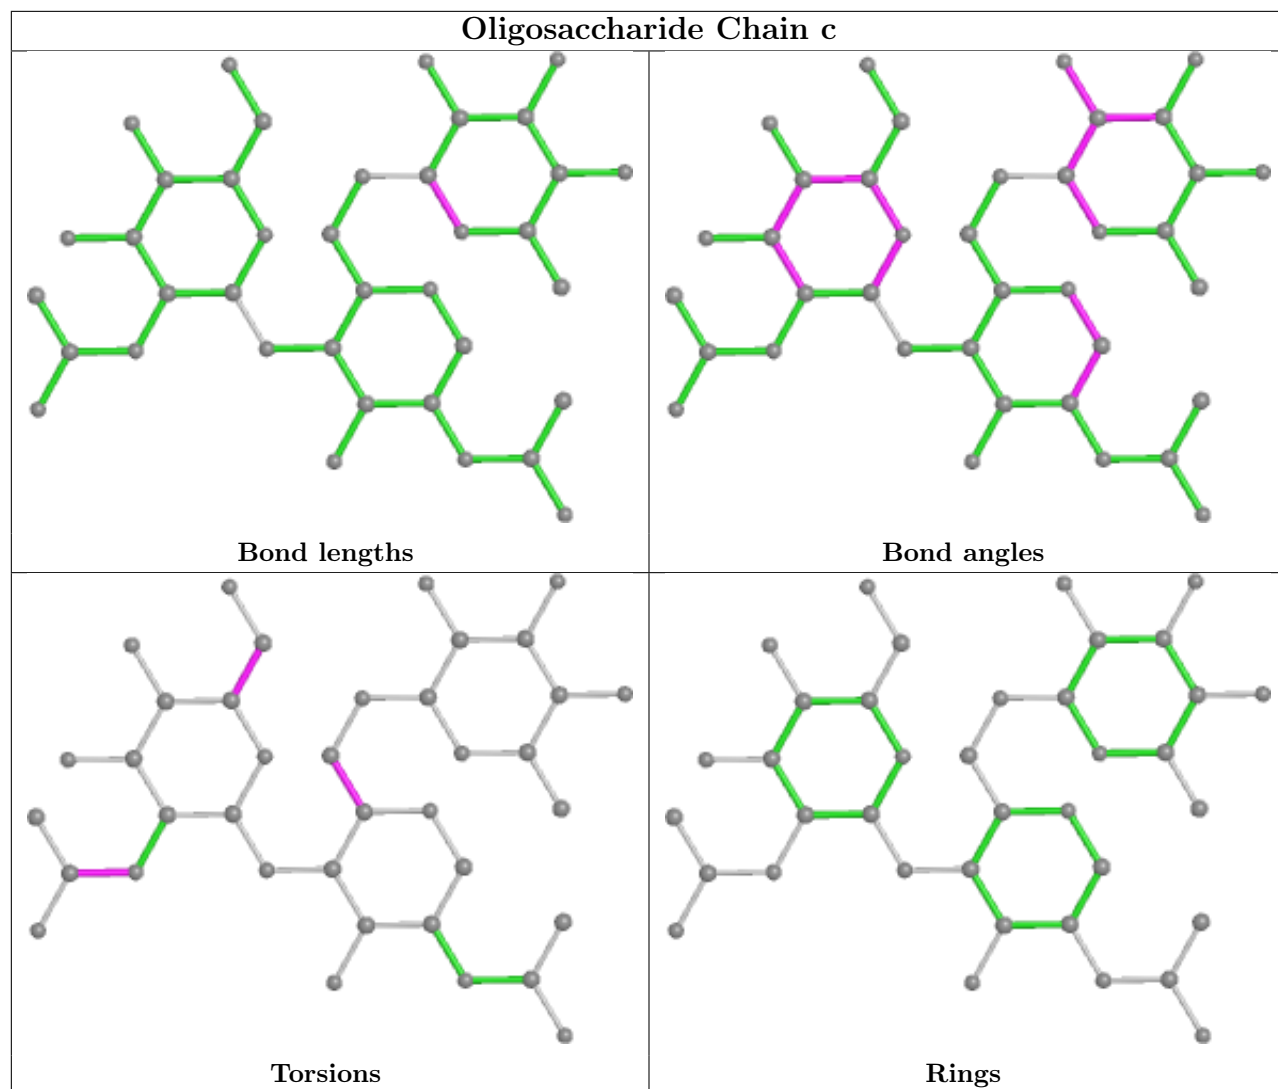 Oligosaccharide Chain c
Bond lengths
Bond angles
Torsions
Rings